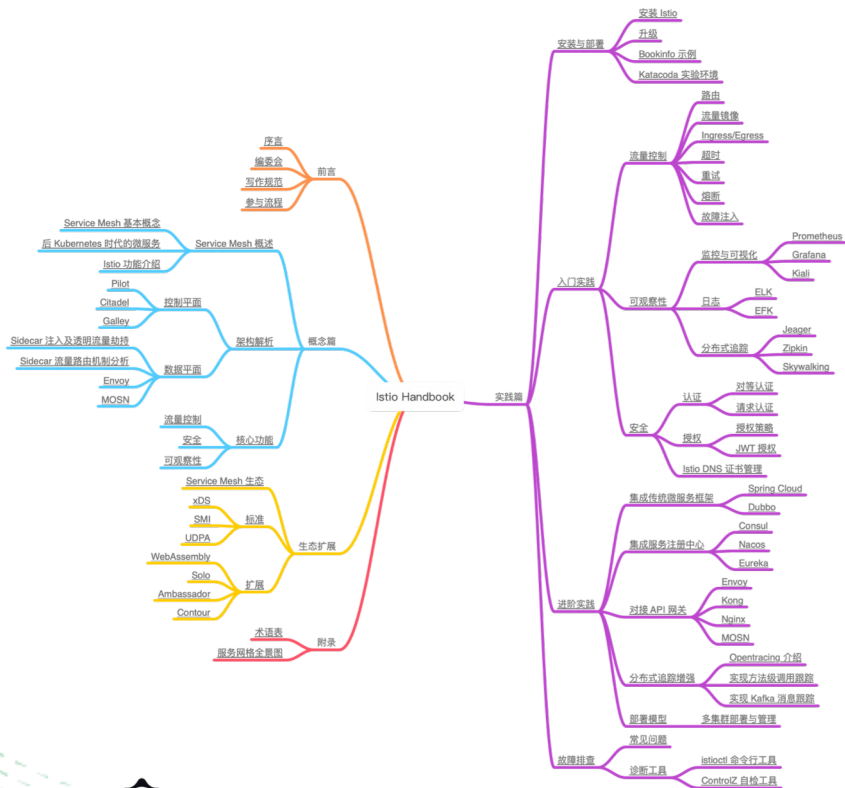 Istio Handbook
前言
序言
编委会
写作规范
参与流程
概念篇
Service Mesh 概述
Service Mesh 基本概念
后 Kubernetes 时代的微服务
Istio 功能介绍
架构解析
控制平面
Pilot
Citadel
Galley
数据平面
Sidecar 注入及透明流量劫持
Sidecar 流量路由机制分析
Envoy
MOSN
核心功能
流量控制
安全
可观察性
生态扩展
Service Mesh 生态
标准
xDS
SMI
UDPA
扩展
WebAssembly
Solo
Ambassador
Contour
附录
术语表
服务网格全景图
实践篇
安装与部署
安装 Istio
升级
Bookinfo 示例
Katacoda 实验环境
入门实践
流量控制
路由
流量镜像
Ingress/Egress
超时
重试
熔断
故障注入
可观察性
监控与可视化
Prometheus
Grafana
Kiali
日志
ELK
EFK
分布式追踪
Jeager
Zipkin
Skywalking
安全
认证
对等认证
请求认证
授权
授权策略
JWT 授权
Istio DNS 证书管理
进阶实践
集成传统微服务框架
Spring Cloud
Dubbo
集成服务注册中心
Consul
Nacos
Eureka
对接 API 网关
Envoy
Kong
Nginx
MOSN
分布式追踪增强
Opentracing 介绍
实现方法级调用跟踪
实现 Kafka 消息跟踪
部署模型
多集群部署与管理
故障排查
常见问题
诊断工具
istioctl 命令行工具
ControlZ 自检工具